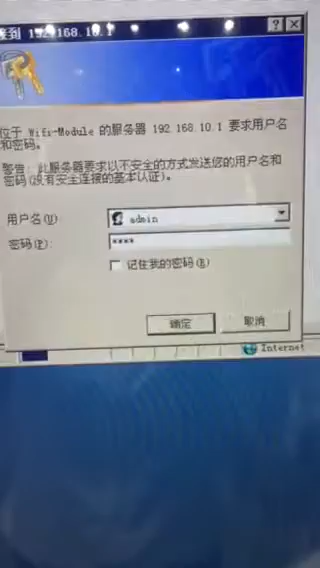 接到 192.168.10.1
位于 Wifi-Module 的服务器 192.168.10.1 要求用户名
和密码。
警告: 此服务器要求以不安全的方式发送您的用户名和
密码(没有安全连接的基本认证)。
用户名(U)
admin
密码(P):
****
记住我的密码(R)
确定
取消
Internet